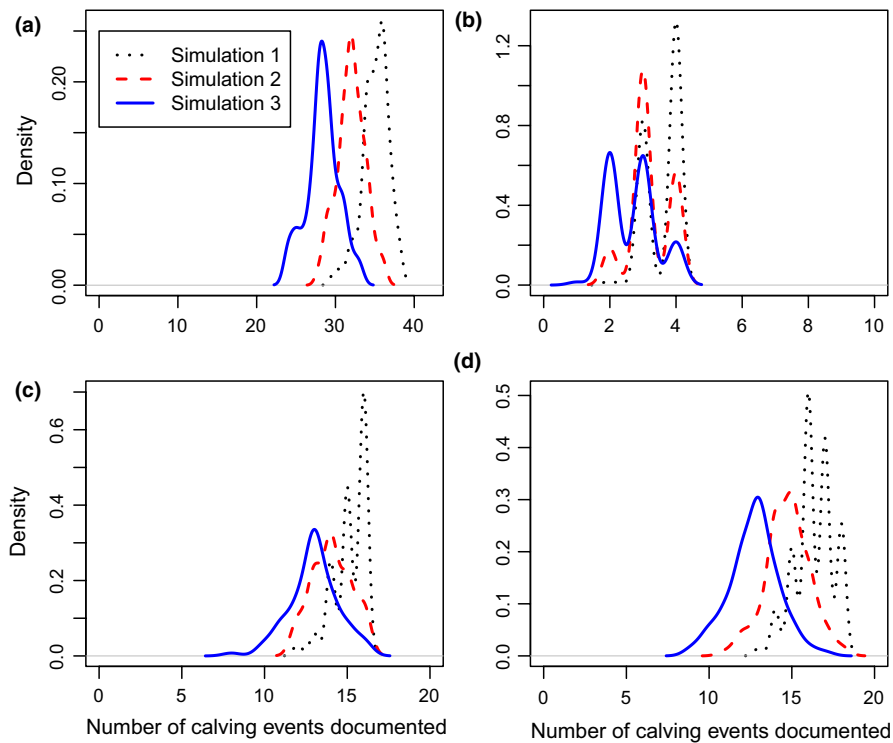 (a)
Simulation 1
Simulation 2
Simulation 3
Density
0.00 0.10 0.20
0 10 20 30 40
(b)
0.0 0.4 0.8 1.2
0 2 4 6 8 10
(c)
Density
0.0 0.2 0.4 0.6
0 5 10 15 20
Number of calving events documented
(d)
0.0 0.1 0.2 0.3 0.4 0.5
0 5 10 15 20
Number of calving events documented